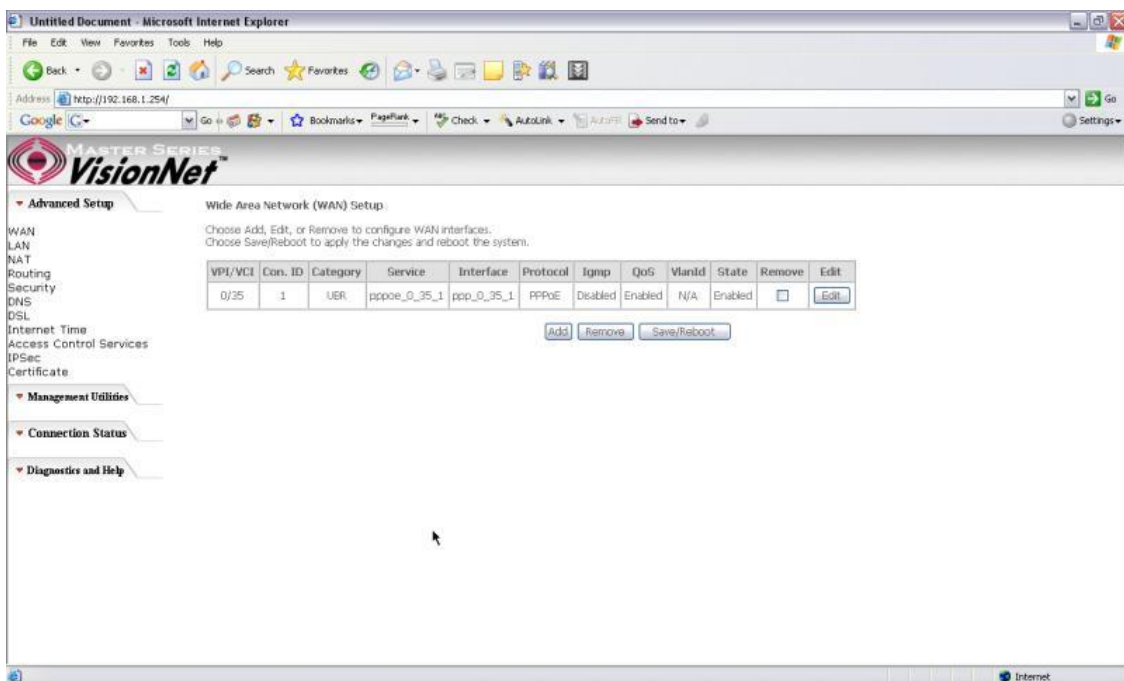 Untitled Document - Microsoft Internet Explorer
File Edit View Favorites Tools Help
Back Search Favorites
Address http://192.168.1.254/ Go
Google Go Bookmarks PageRank Check AutoLink AutoFill Send to Settings
MASTER SERIES
VisionNet™
Advanced Setup
WAN
LAN
NAT
Routing
Security
DNS
DSL
Internet Time
Access Control Services
IPSec
Certificate
Management Utilities
Connection Status
Diagnostics and Help
Wide Area Network (WAN) Setup
Choose Add, Edit, or Remove to configure WAN interfaces.
Choose Save/Reboot to apply the changes and reboot the system.
VPI/VCI Con. ID Category Service Interface Protocol Igmp QoS VlanId State Remove Edit
0/35 1 UBR pppoe_0_35_1 ppp_0_35_1 PPPoE Disabled Enabled N/A Enabled Edit
Add Remove Save/Reboot
Internet